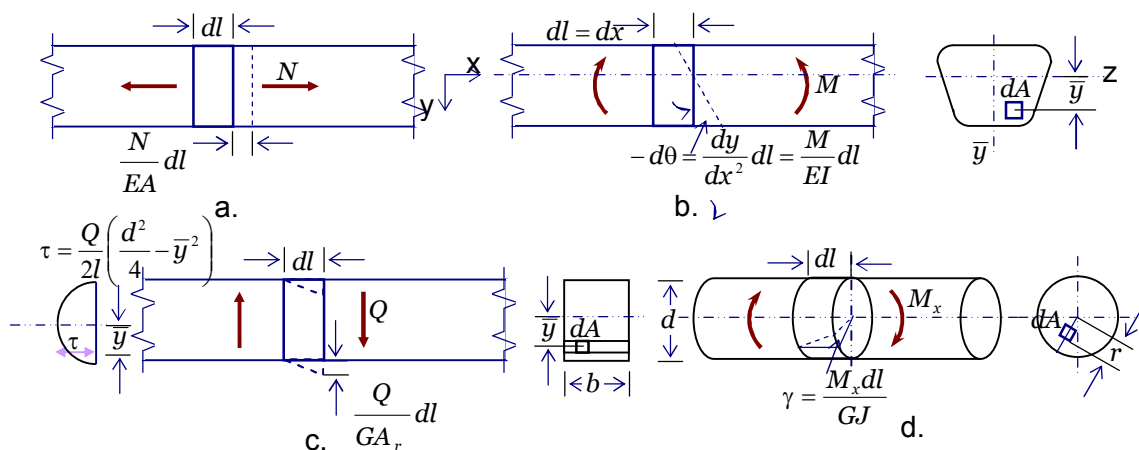 dl
N
N/EA dl
a.
x
y
dl = dx
M
-dθ = dy/dx² dl = M/EI dl
b.
z
dA
y̅
y̅
τ = Q/2l (d²/4 - y̅²)
τ
y̅
dl
Q
Q/GA_r dl
c.
y̅
dA
b
d
dl
M_x
γ = M_x dl/GJ
d.
dA
r